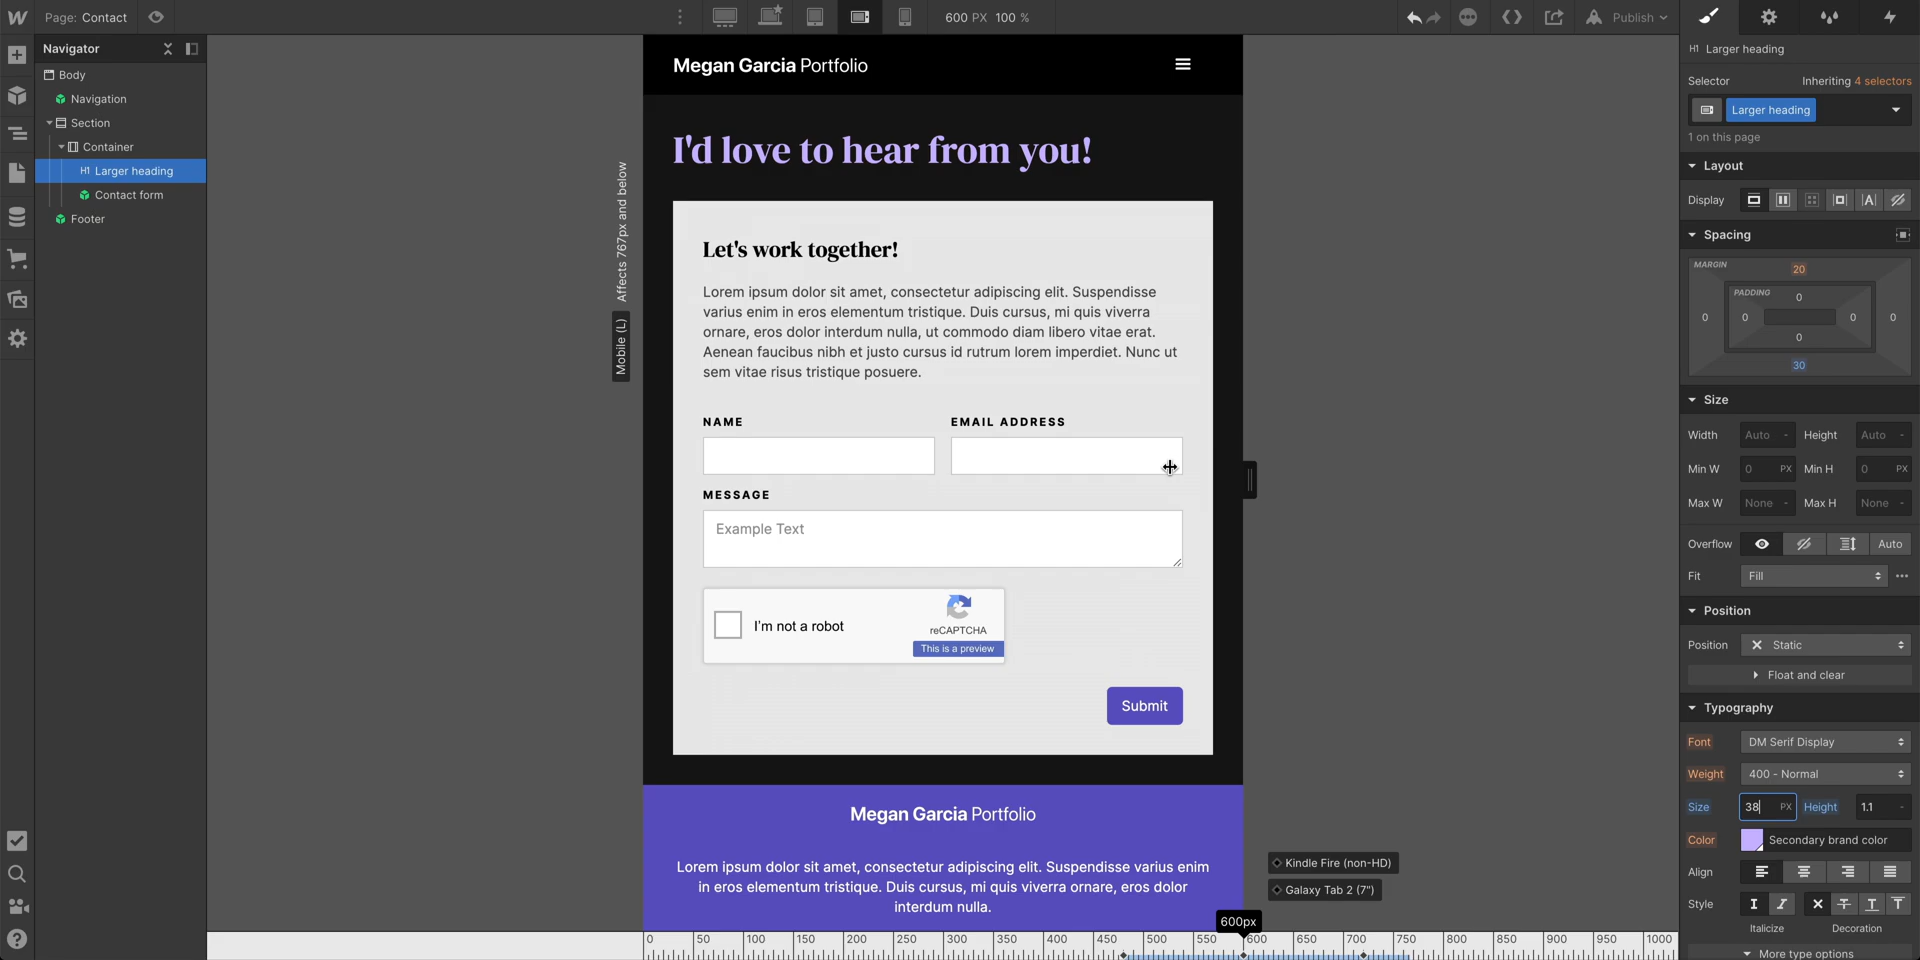 Page: Contact
600 PX 100 %
Publish
Navigator
Body
Navigation
Section
Container
H1 Larger heading
Contact form
Footer
Affects 767px and below
Mobile (L)
Megan Garcia Portfolio
I'd love to hear from you!
Let's work together!
Lorem ipsum dolor sit amet, consectetur adipiscing elit. Suspendisse
varius enim in eros elementum tristique. Duis cursus, mi quis viverra
ornare, eros dolor interdum nulla, ut commodo diam libero vitae erat.
Aenean faucibus nibh et justo cursus id rutrum lorem imperdiet. Nunc ut
sem vitae risus tristique posuere.
NAME EMAIL ADDRESS
MESSAGE
Example Text
I'm not a robot
reCAPTCHA
This is a preview
Submit
Megan Garcia Portfolio
Lorem ipsum dolor sit amet, consectetur adipiscing elit. Suspendisse varius enim
in eros elementum tristique. Duis cursus, mi quis viverra ornare, eros dolor
interdum nulla.
Kindle Fire (non-HD)
Galaxy Tab 2 (7")
600px
0 50 100 150 200 250 300 350 400 450 500 550 600 650 700 750 800 850 900 950 1000
H1 Larger heading
Selector Inheriting 4 selectors
Larger heading
1 on this page
Layout
Display
Spacing
MARGIN
20
PADDING
0
0 0 0 0
0
30
Size
Width Auto - Height Auto -
Min W 0 PX Min H 0 PX
Max W None - Max H None -
Overflow Auto
Fit Fill
Position
Position Static
Float and clear
Typography
Font DM Serif Display
Weight 400 - Normal
Size 38 PX Height 1.1 -
Color Secondary brand color
Align
Style
Italicize Decoration
More type options